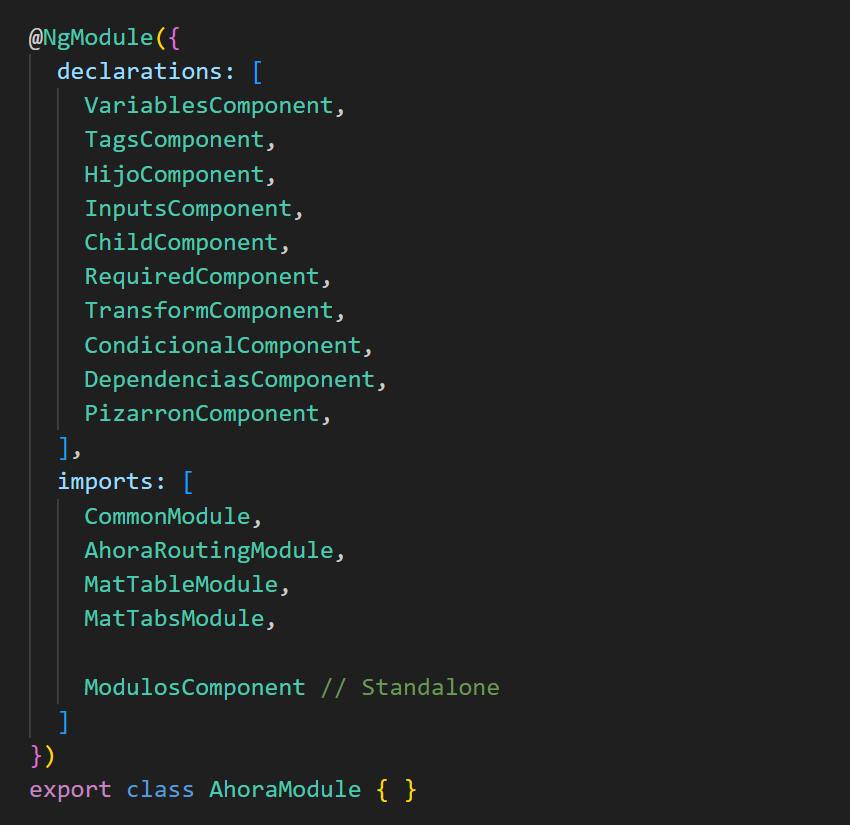 @NgModule({
declarations: [
VariablesComponent,
TagsComponent,
HijoComponent,
InputsComponent,
ChildComponent,
RequiredComponent,
TransformComponent,
CondicionalComponent,
DependenciasComponent,
PizarronComponent,
],
imports: [
CommonModule,
AhoraRoutingModule,
MatTableModule,
MatTabsModule,
ModulosComponent // Standalone
]
})
export class AhoraModule { }